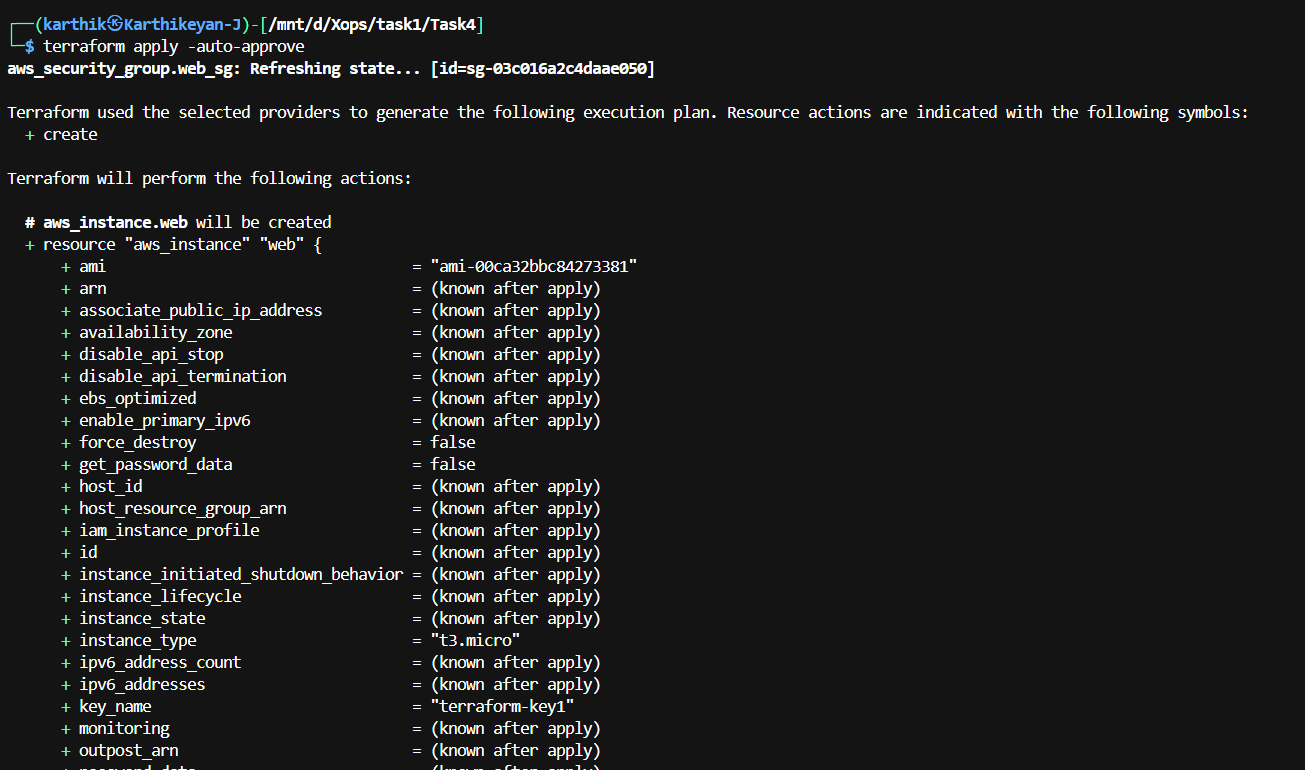 ┌──(karthik㉿Karthikeyan-J)-[/mnt/d/Xops/task1/Task4]
└─$ terraform apply -auto-approve
aws_security_group.web_sg: Refreshing state... [id=sg-03c016a2c4daae050]
Terraform used the selected providers to generate the following execution plan. Resource actions are indicated with the following symbols:
+ create
Terraform will perform the following actions:
# aws_instance.web will be created
+ resource "aws_instance" "web" {
+ ami = "ami-00ca32bbc84273381"
+ arn = (known after apply)
+ associate_public_ip_address = (known after apply)
+ availability_zone = (known after apply)
+ disable_api_stop = (known after apply)
+ disable_api_termination = (known after apply)
+ ebs_optimized = (known after apply)
+ enable_primary_ipv6 = (known after apply)
+ force_destroy = false
+ get_password_data = false
+ host_id = (known after apply)
+ host_resource_group_arn = (known after apply)
+ iam_instance_profile = (known after apply)
+ id = (known after apply)
+ instance_initiated_shutdown_behavior = (known after apply)
+ instance_lifecycle = (known after apply)
+ instance_state = (known after apply)
+ instance_type = "t3.micro"
+ ipv6_address_count = (known after apply)
+ ipv6_addresses = (known after apply)
+ key_name = "terraform-key1"
+ monitoring = (known after apply)
+ outpost_arn = (known after apply)